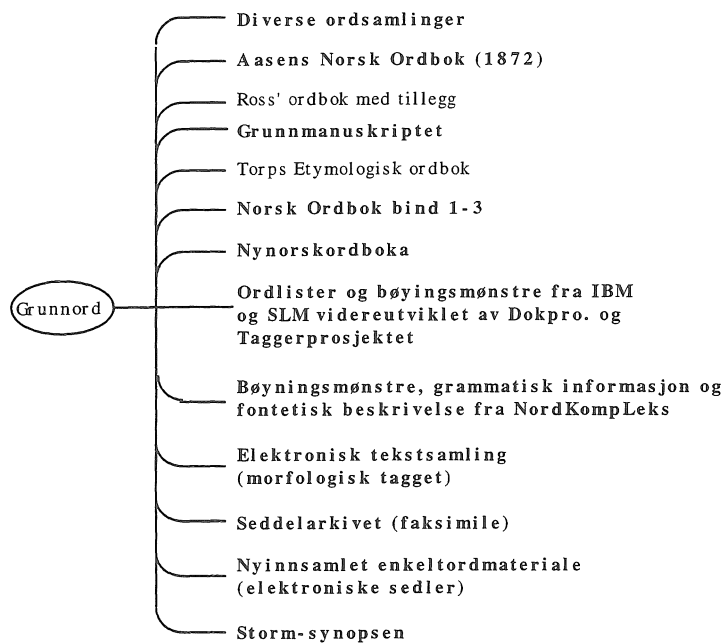 Diverse ordsamlinger
Aasens Norsk Ordbok (1872)
Ross' ordbok med tillegg
Grunnmanuskriptet
Torps Etymologisk ordbok
Norsk Ordbok bind 1-3
Nynorskordboka
Grunnord
Ordlister og bøyingsmønstre fra IBM
og SLM videreutviklet av Dokpro. og
Taggerprosjektet
Bøyningsmønstre, grammatisk informasjon og
fontetisk beskrivelse fra NordKompLeks
Elektronisk tekstsamling
(morfologisk tagget)
Seddelarkivet (faksimile)
Nyinnsamlet enkeltordmateriale
(elektroniske sedler)
Storm-synopsen